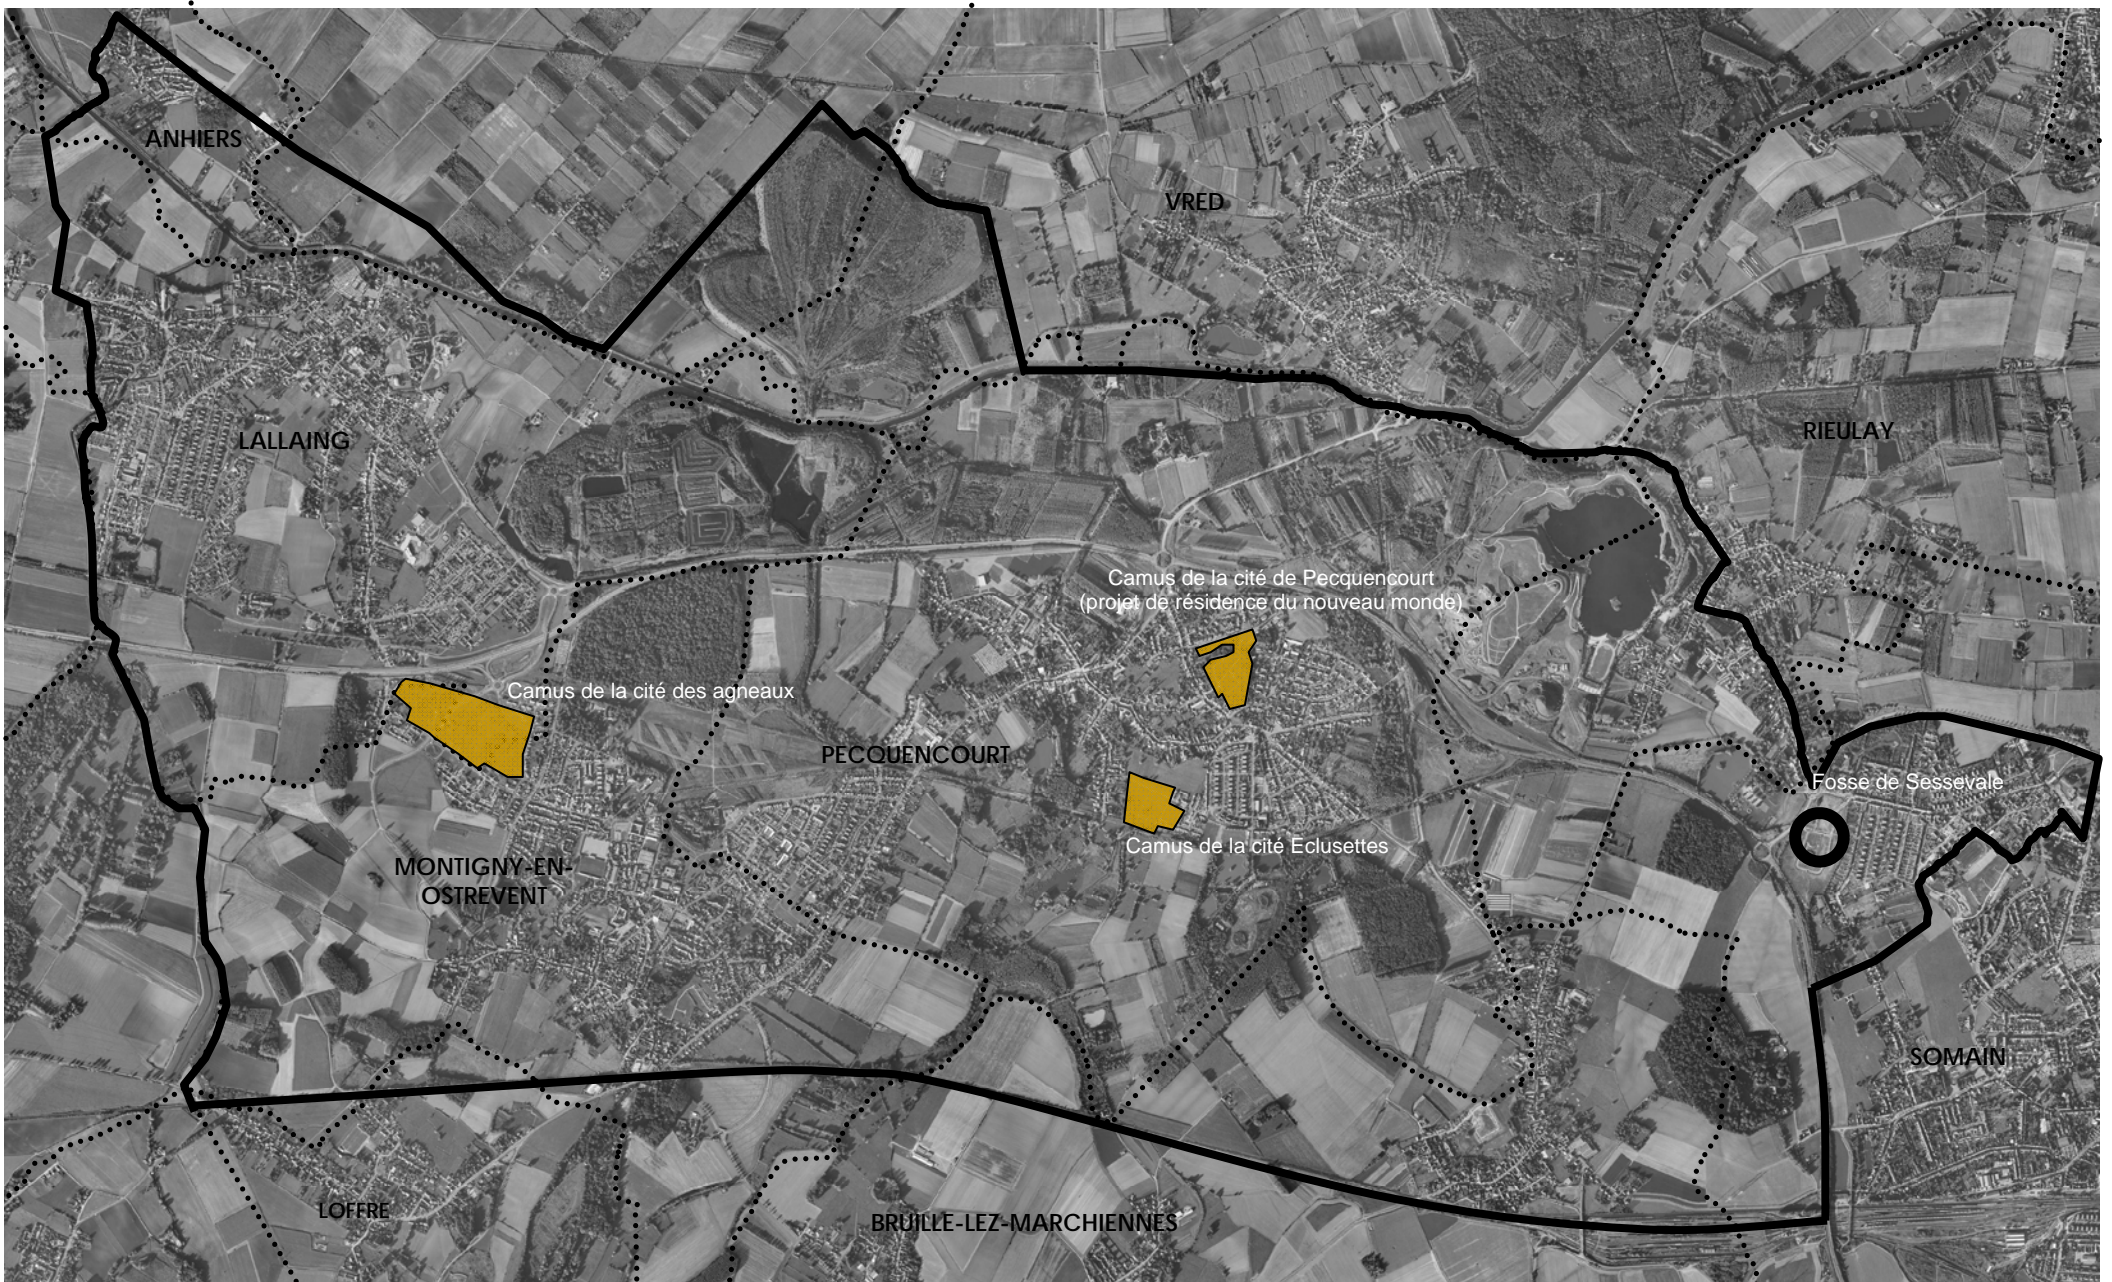 ANHIERS
VRED
LALLAING
RIEULAY
Camus de la cité de Pecquencourt
(projet de résidence du nouveau monde)
Camus de la cité des agneaux
PECQUENCOURT
Fosse de Sessevale
Camus de la cité Eclusettes
MONTIGNY-EN-
OSTREVENT
SOMAIN
LOFFRE
BRUILLE-LEZ-MARCHIENNES